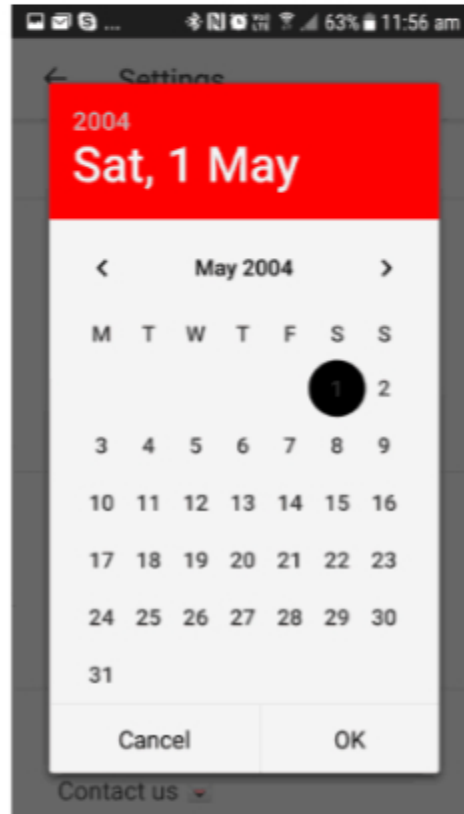 ... 63% 11:56 am
Settings
2004
Sat, 1 May
May 2004
M T W T F S S
1 2
3 4 5 6 7 8 9
10 11 12 13 14 15 16
17 18 19 20 21 22 23
24 25 26 27 28 29 30
31
Cancel OK
Contact us